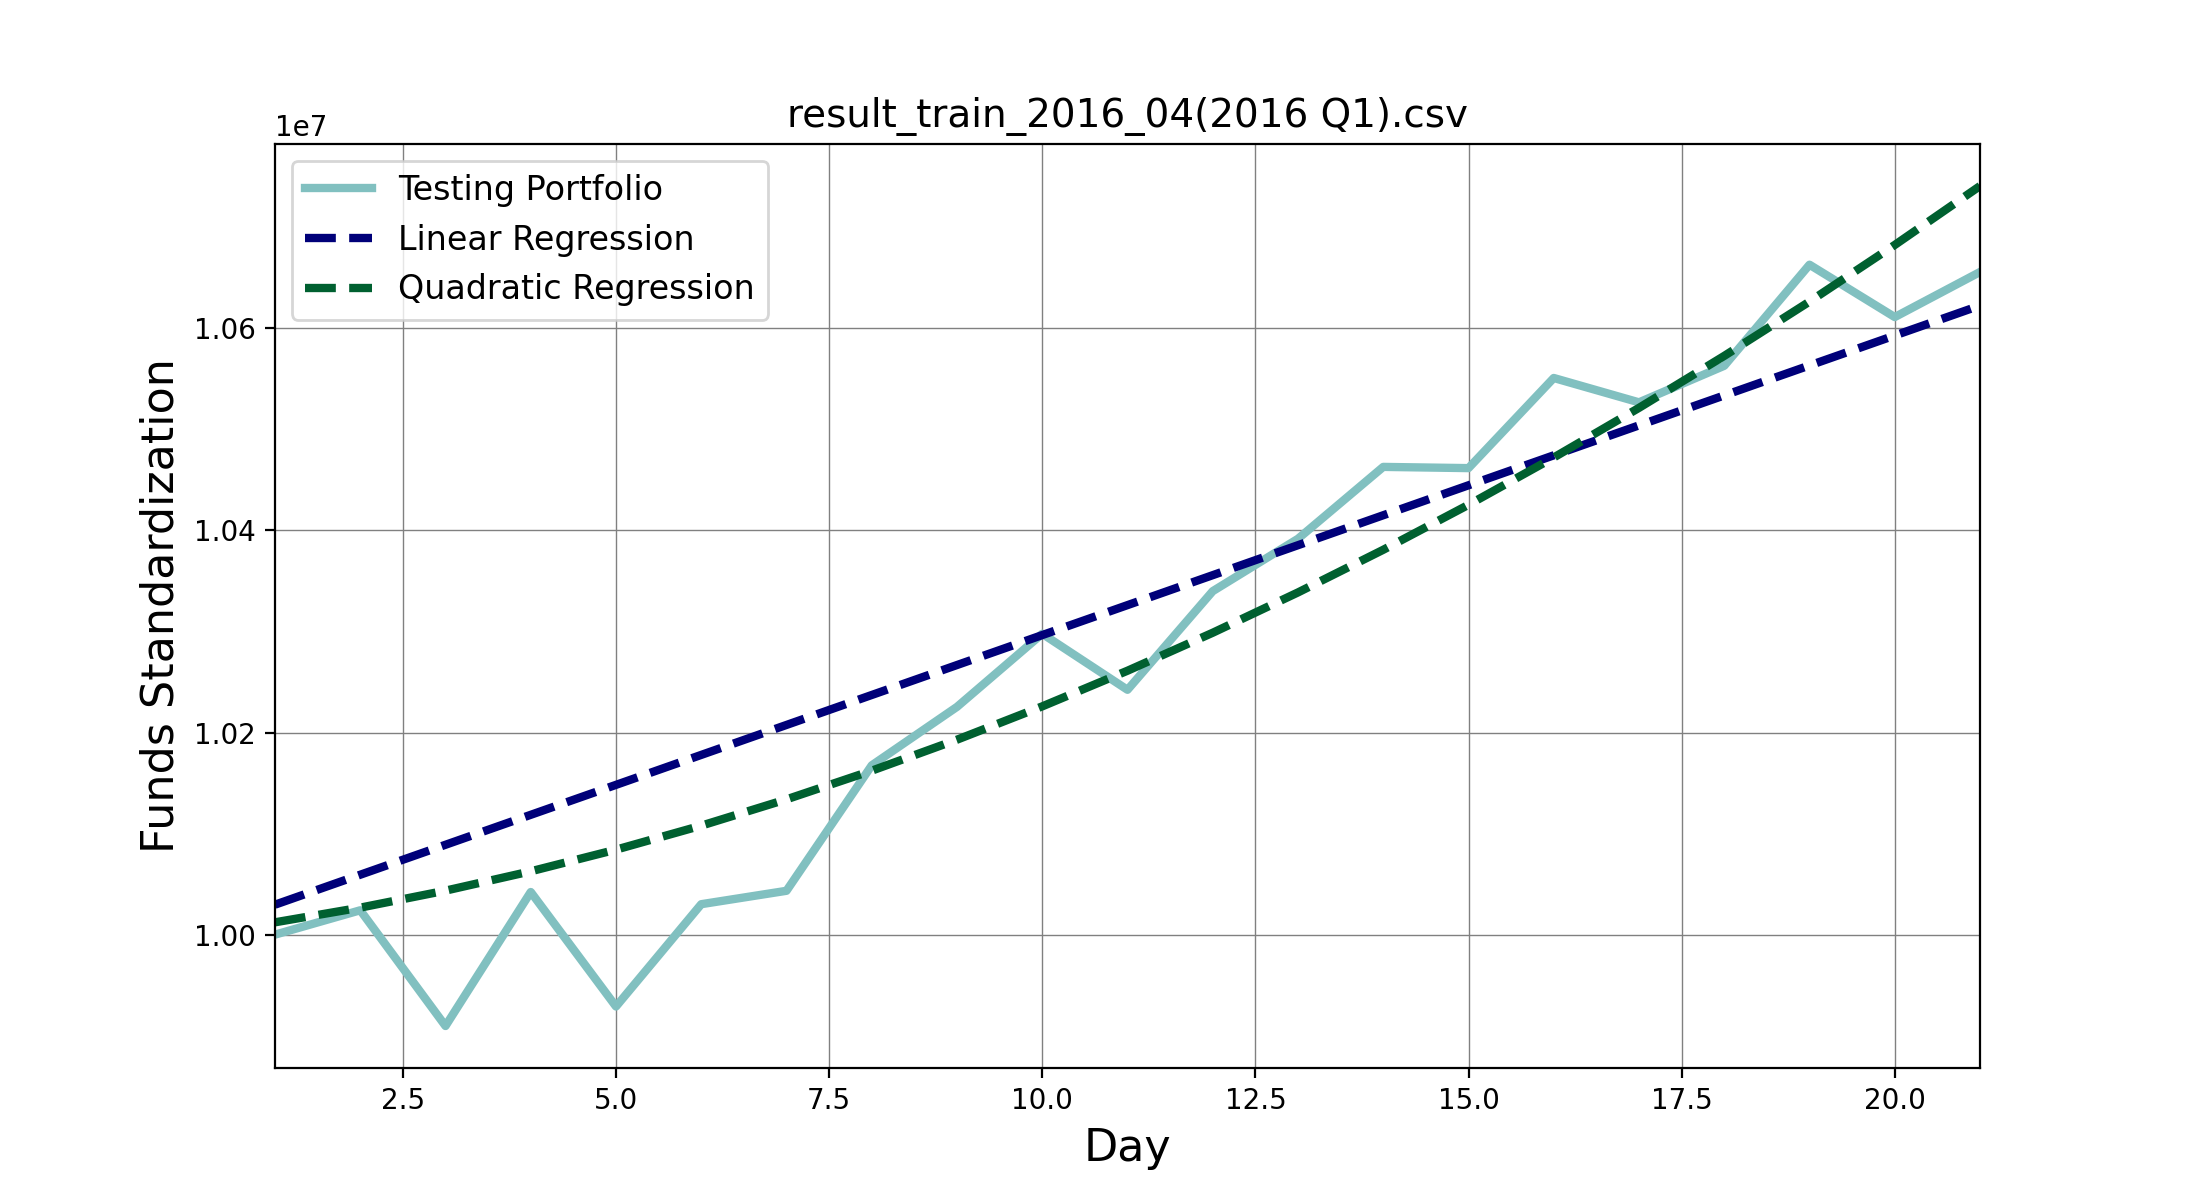 result_train_2016_04(2016 Q1).csv
1e7
Testing Portfolio
Linear Regression
Quadratic Regression
1.06
1.04
1.02
1.00
Funds Standardization
2.5 5.0 7.5 10.0 12.5 15.0 17.5 20.0
Day